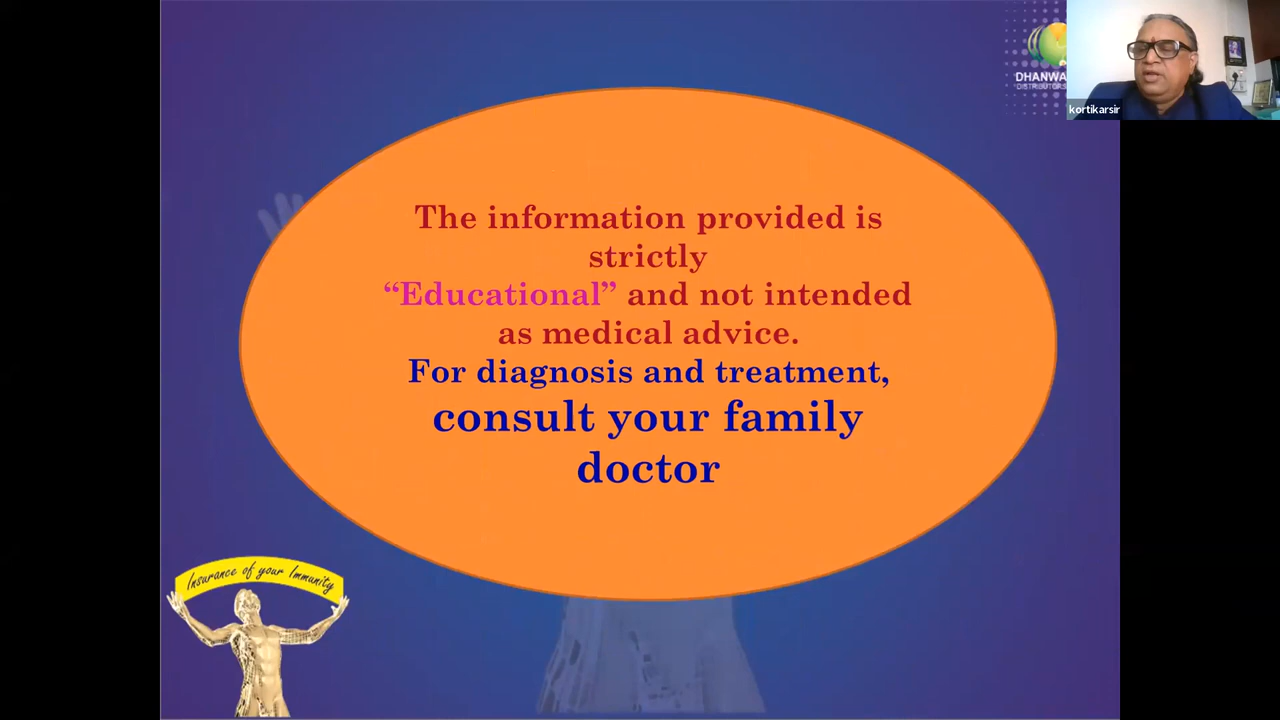 The information provided is
strictly
“Educational” and not intended
as medical advice.
For diagnosis and treatment,
consult your family
doctor
Insurance of your Immunity
kortikarsir